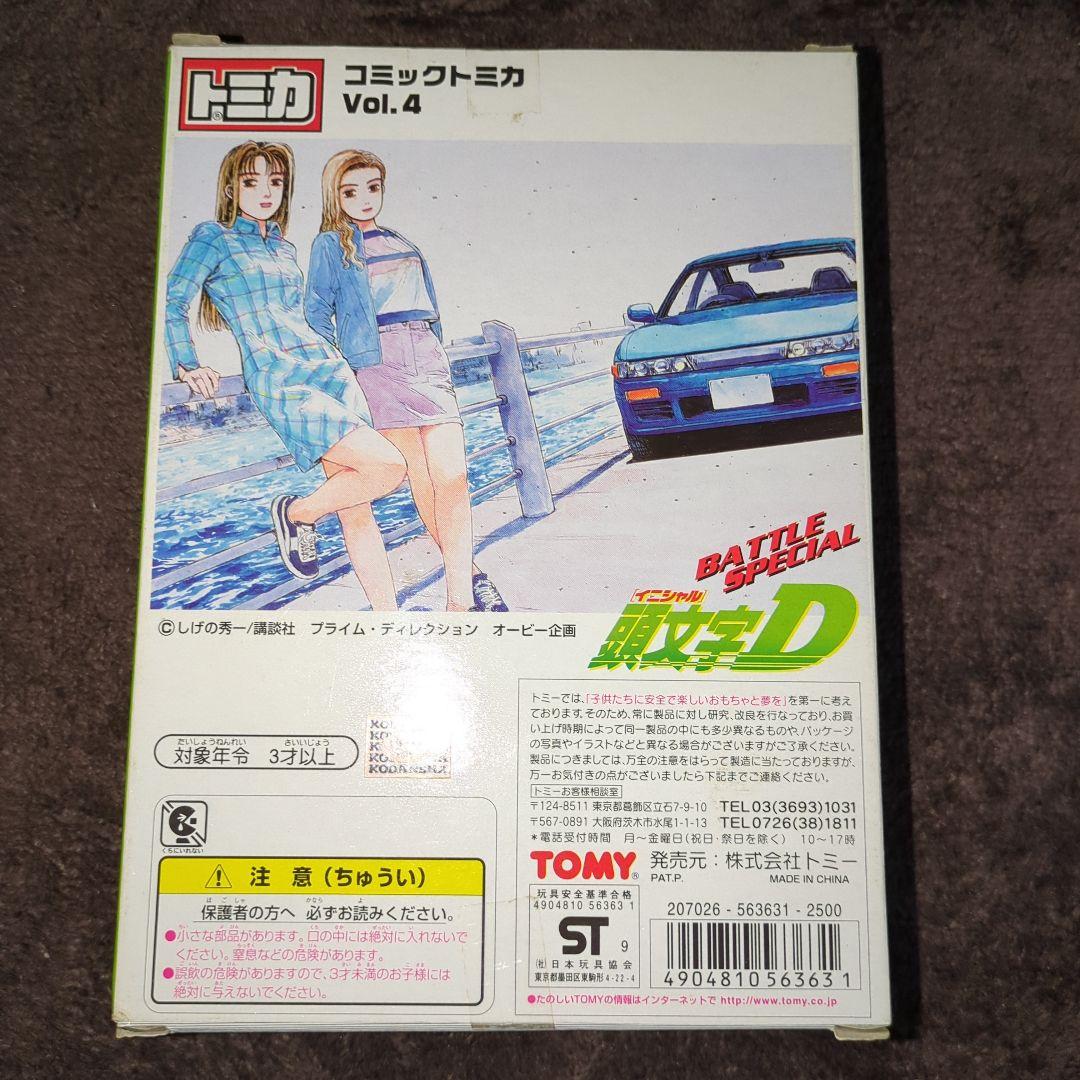 トミカ
コミックトミカ
Vol.4
BATTLE
SPECIAL
イニシャル
頭文字D
©しげの秀一/講談社 プライム・ディレクション オービー企画
たいしょうねんれい さいいじょう
対象年令 3才以上
KODANSHA
トミーでは、「子供たちに安全で楽しいおもちゃと夢を」を第一に考え
ております。そのため、常に製品に対し研究、改良を行なっており、お買
い上げ時期によって同一製品の中にも多少異なるものや、パッケージ
の写真やイラストなどと異なる場合がございますがご了承ください。
製品につきましては、万全の注意をはらって製造にあたっておりますが、
万一お気付きの点がございましたら下記までご連絡ください。
トミーお客様相談室
〒124-8511 東京都葛飾区立石7-9-10 TEL03(3693)1031
〒567-0891 大阪府茨木市水尾1-1-13 TEL0726(38)1811
*電話受付時間 月~金曜日(祝日・祭日を除く) 10~17時
TOMY® 発売元:株式会社トミー
PAT.P. MADE IN CHINA
くちにいれない
注 意(ちゅうい)
ほごしゃ かた かなら よ
保護者の方へ 必ずお読みください。
●小さな部品があります。口の中には絶対に入れないで
ください。窒息などの危険があります。
●誤飲の危険がありますので、3才未満のお子様には
絶対に与えないでください。
玩具安全基準合格
4904810 56363 1
ST 9
(社)日本玩具協会
東京都墨田区東駒形4-22-4
207026-563631-2500
4904810563631
●たのしいTOMYの情報はインターネットで http://www.tomy.co.jp